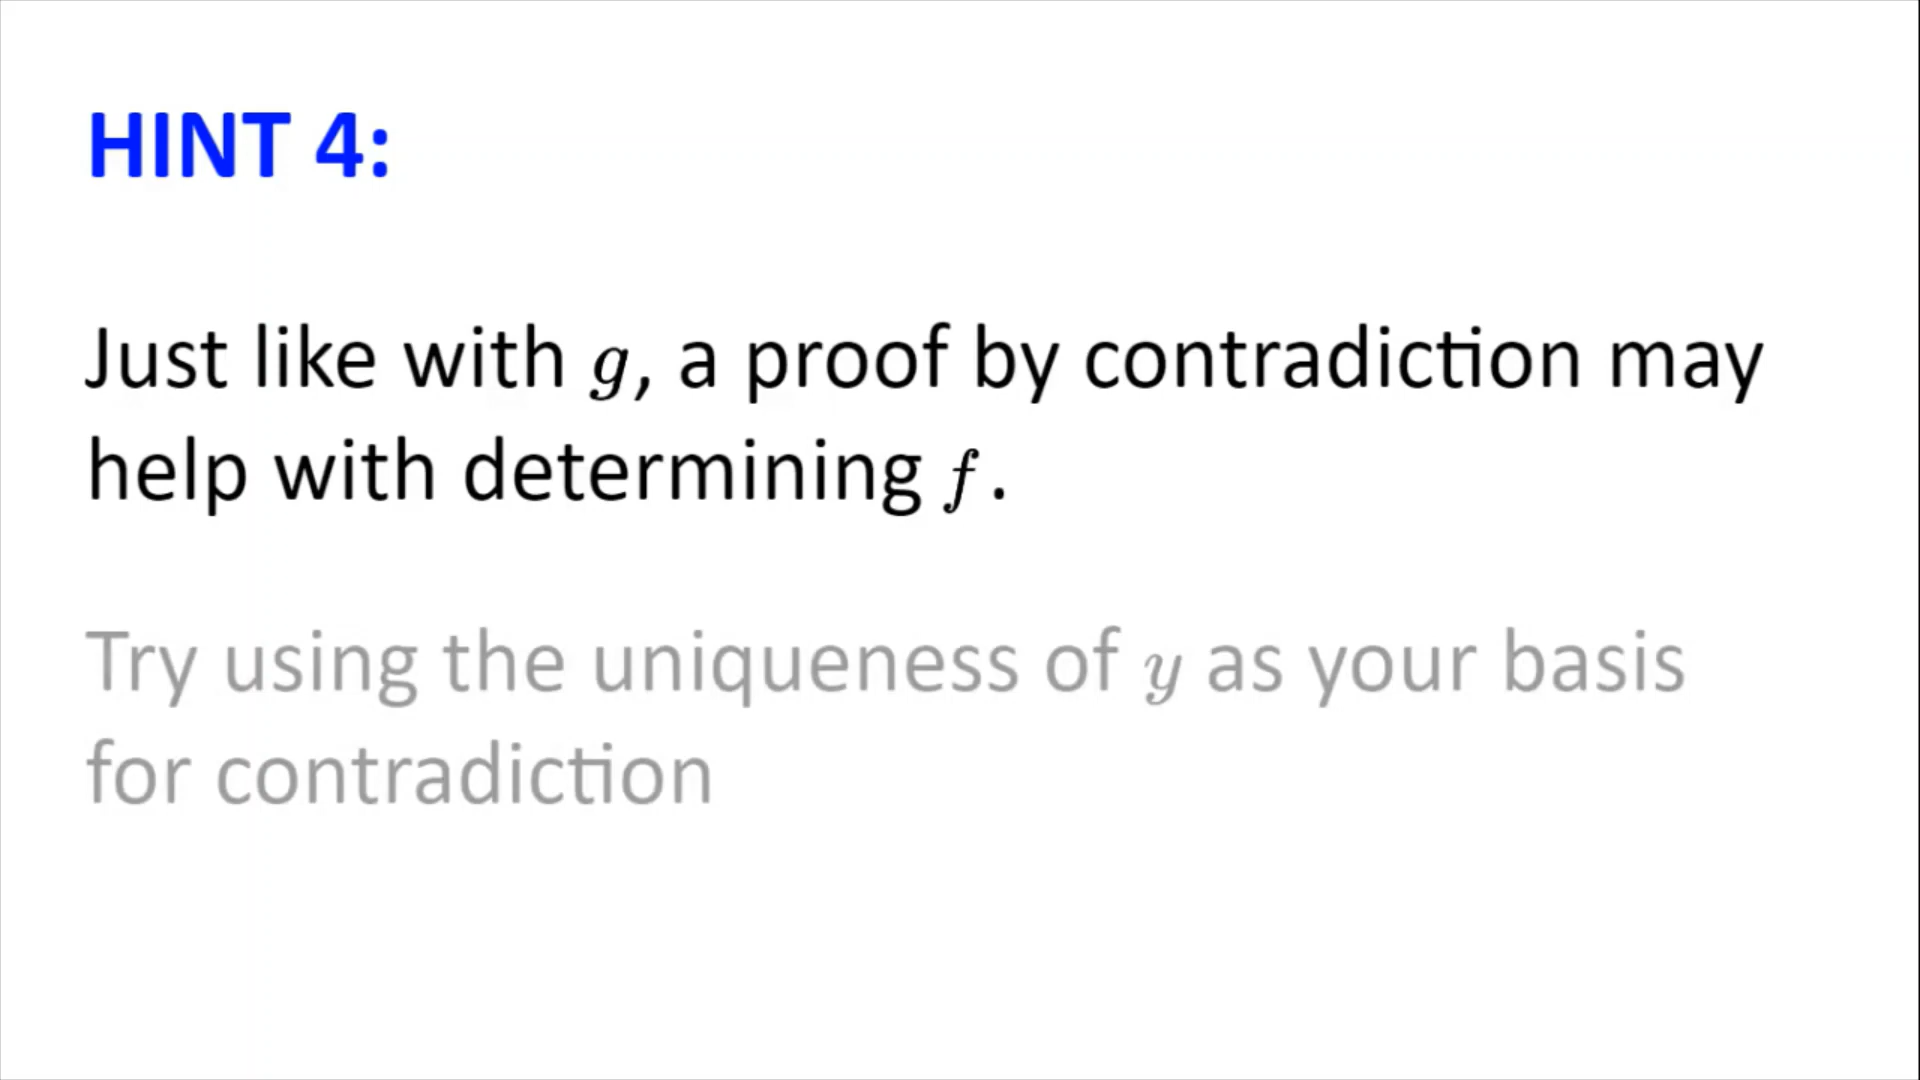 HINT 4:
Just like with g, a proof by contradiction may
help with determining f.
Try using the uniqueness of y as your basis
for contradiction